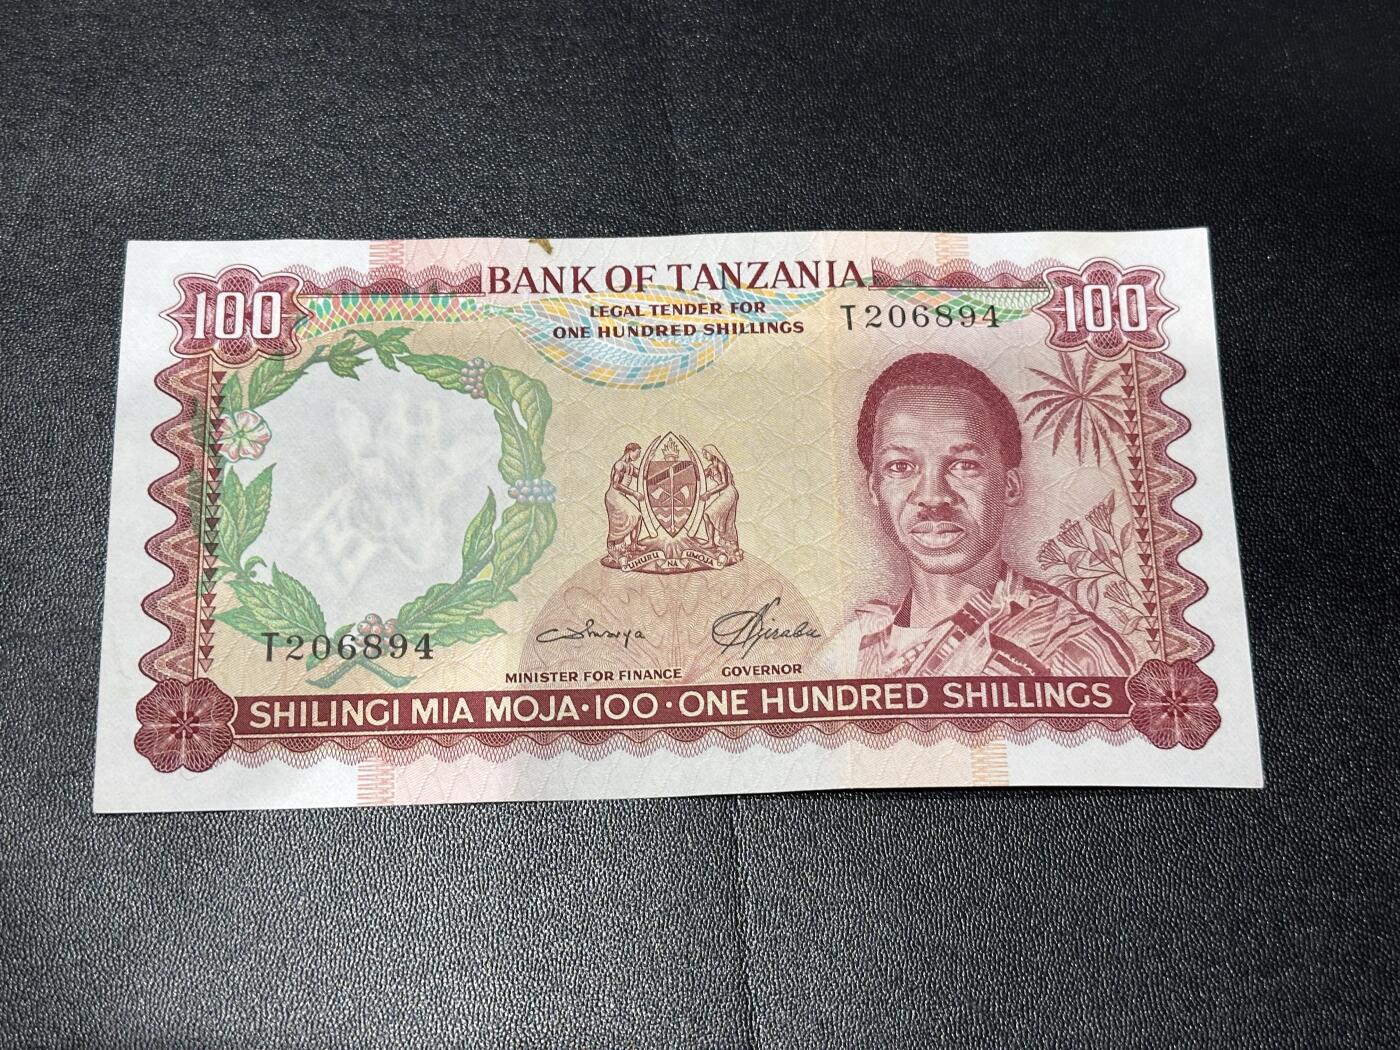 100
BANK OF TANZANIA
100
LEGAL TENDER FOR
ONE HUNDRED SHILLINGS
T206894
UHURU NA UMOJA
T206894
MINISTER FOR FINANCE
GOVERNOR
SHILINGI MIA MOJA·100·ONE HUNDRED SHILLINGS